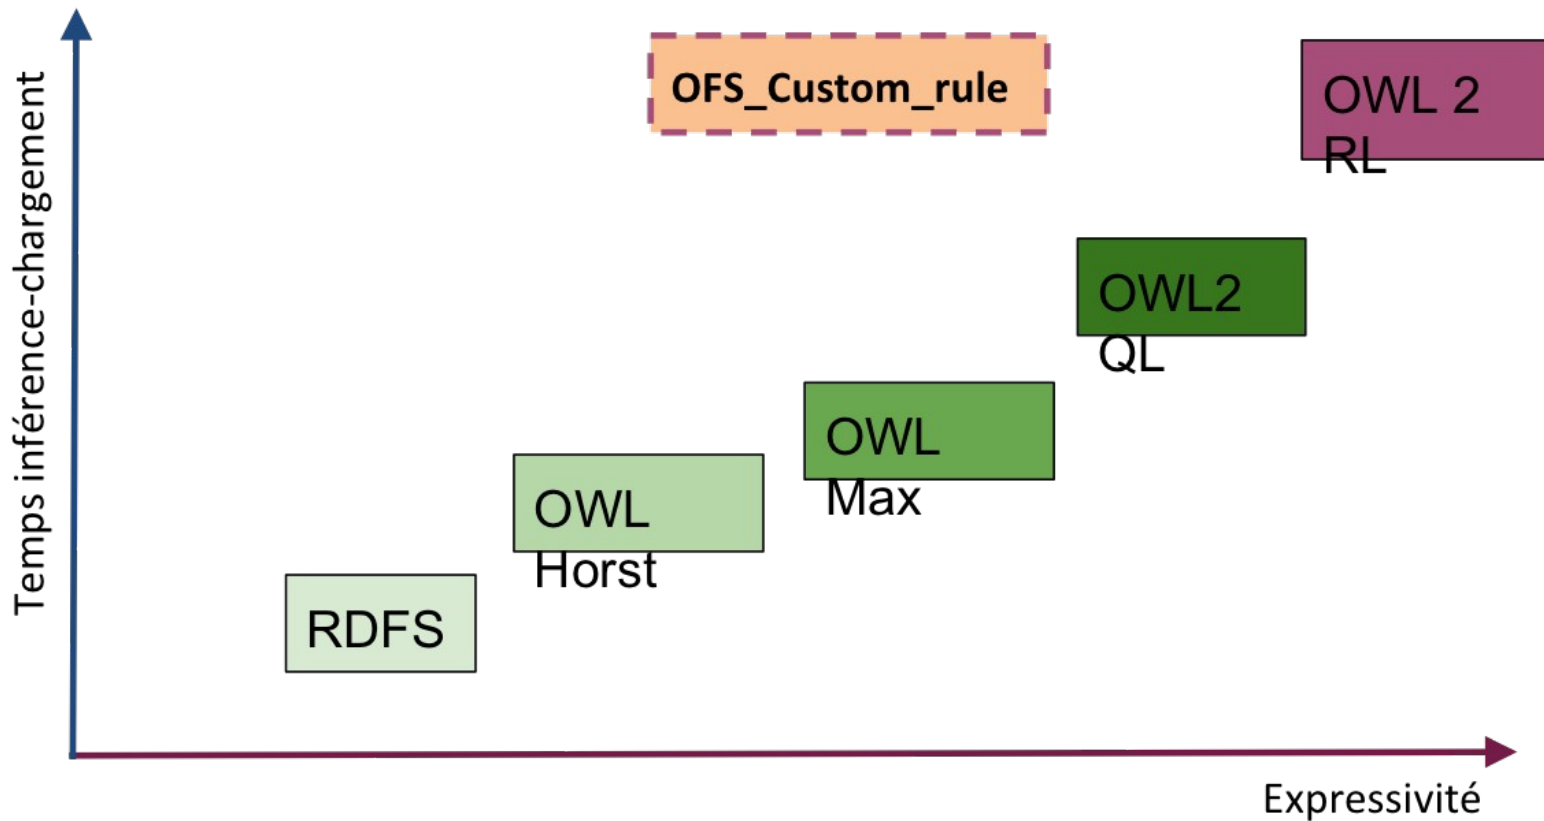 Temps inférence-chargement
OFS_Custom_rule
OWL 2
RL
OWL2
QL
OWL
Max
OWL
Horst
RDFS
Expressivité